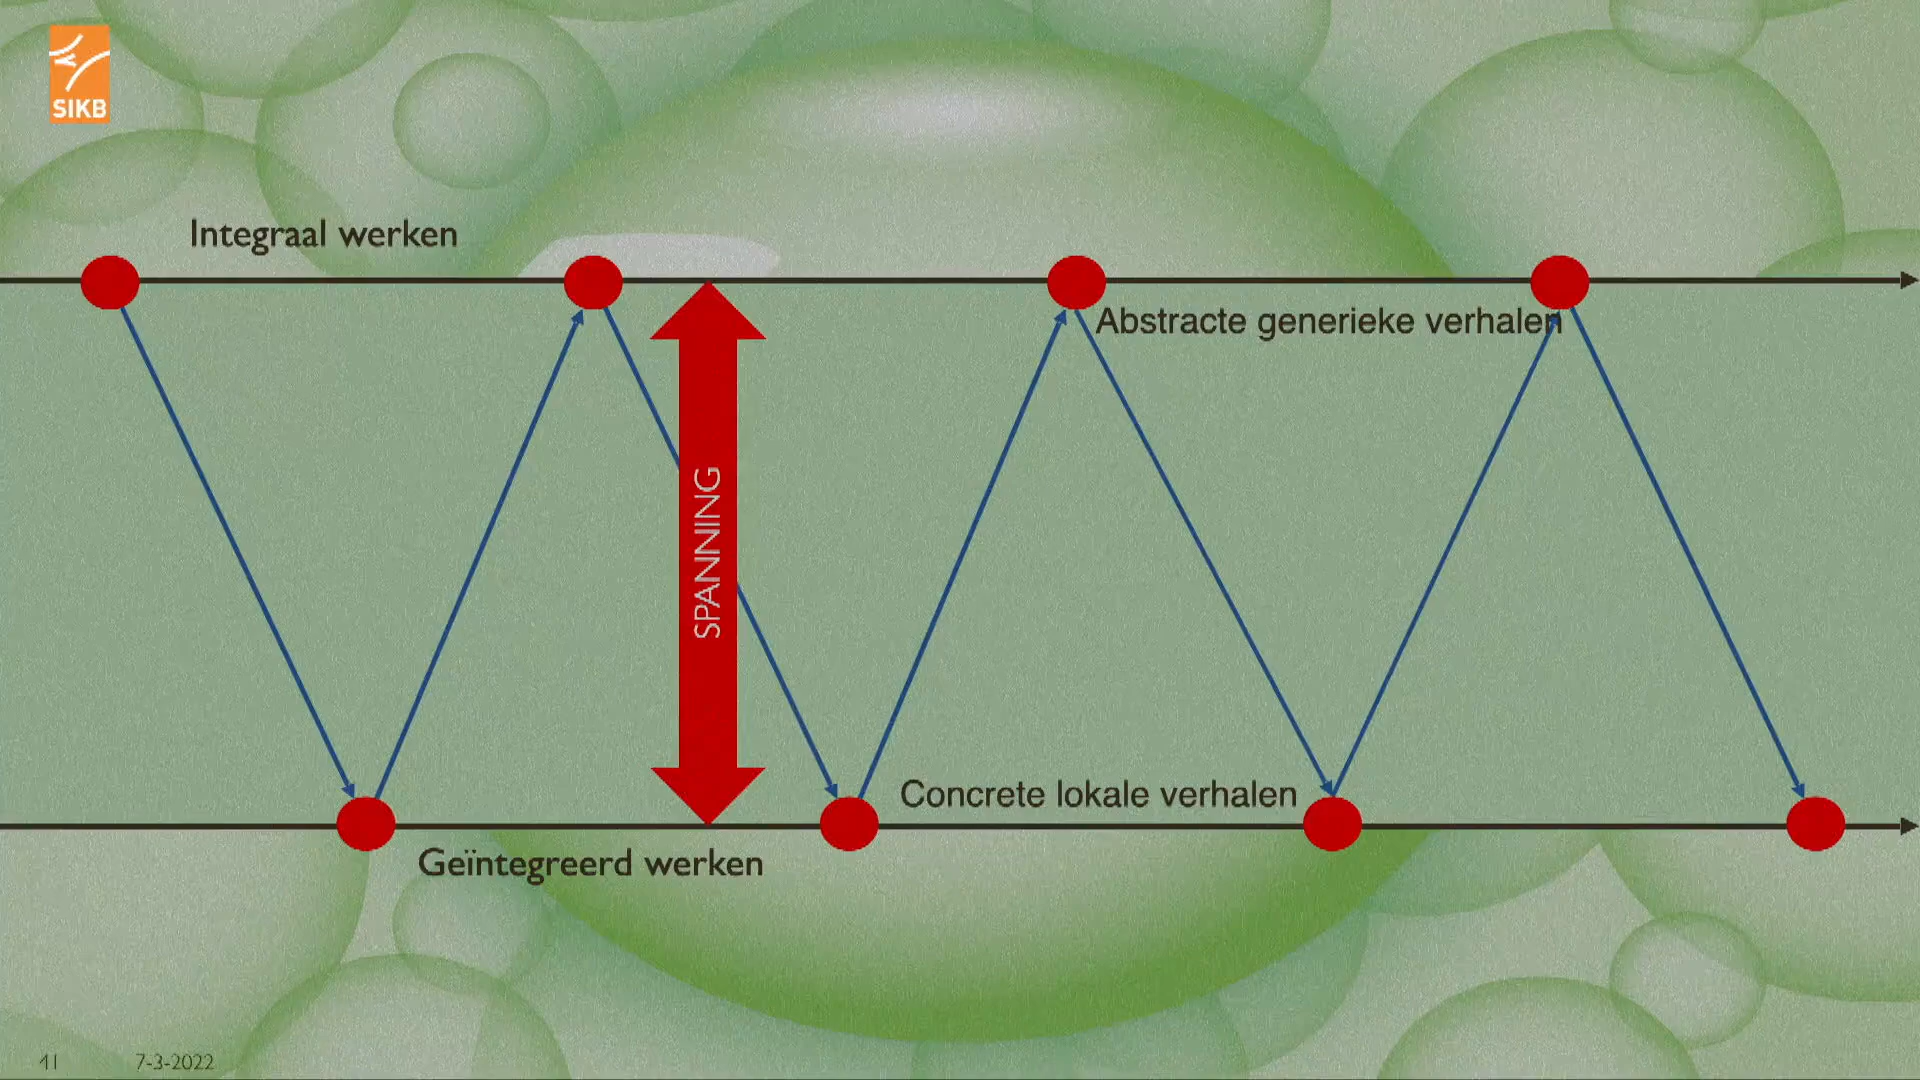 SIKB
Integraal werken
Abstracte generieke verhalen
SPANNING
Concrete lokale verhalen
Geïntegreerd werken
41 7-3-2022